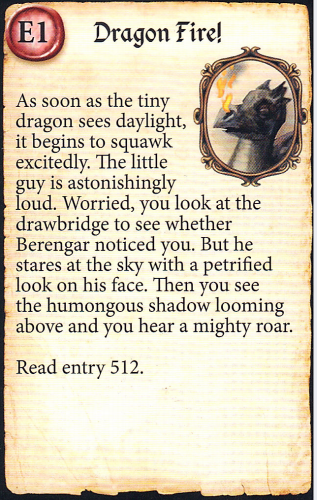 E1
Dragon Fire!
As soon as the tiny
dragon sees daylight,
it begins to squawk
excitedly. The little
guy is astonishingly
loud. Worried, you look at the
drawbridge to see whether
Berengar noticed you. But he
stares at the sky with a petrified
look on his face. Then you see
the humongous shadow looming
above and you hear a mighty roar.
Read entry 512.